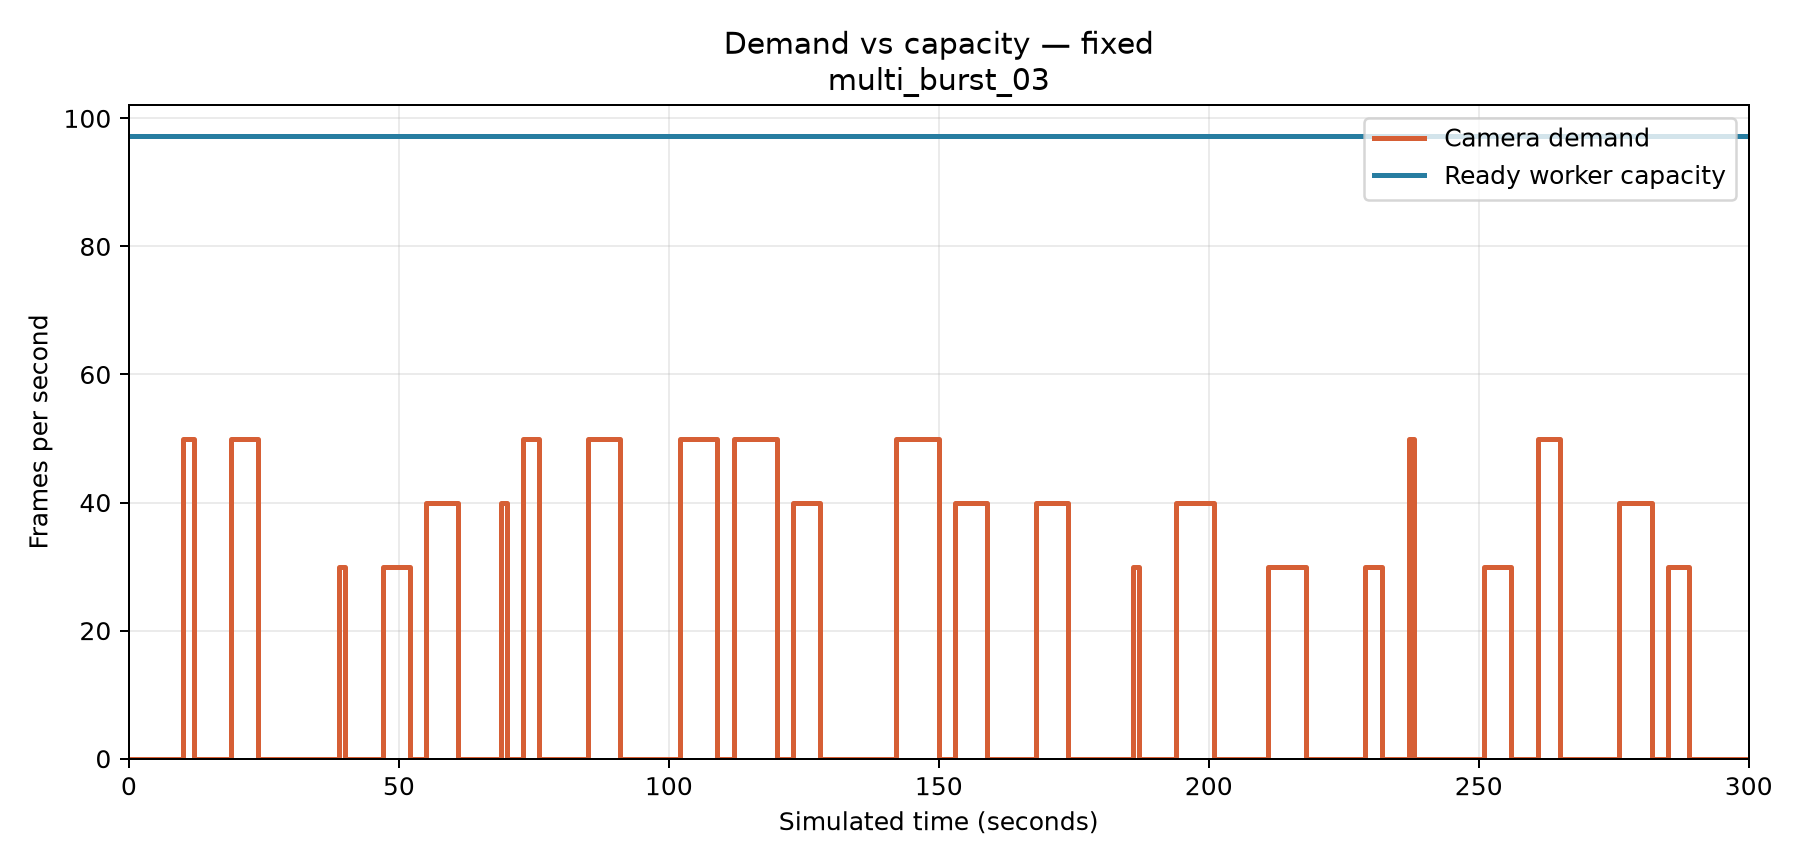 Demand vs capacity — fixed
multi_burst_03
100
80
60
40
20
0
Frames per second
Camera demand
Ready worker capacity
0 50 100 150 200 250 300
Simulated time (seconds)